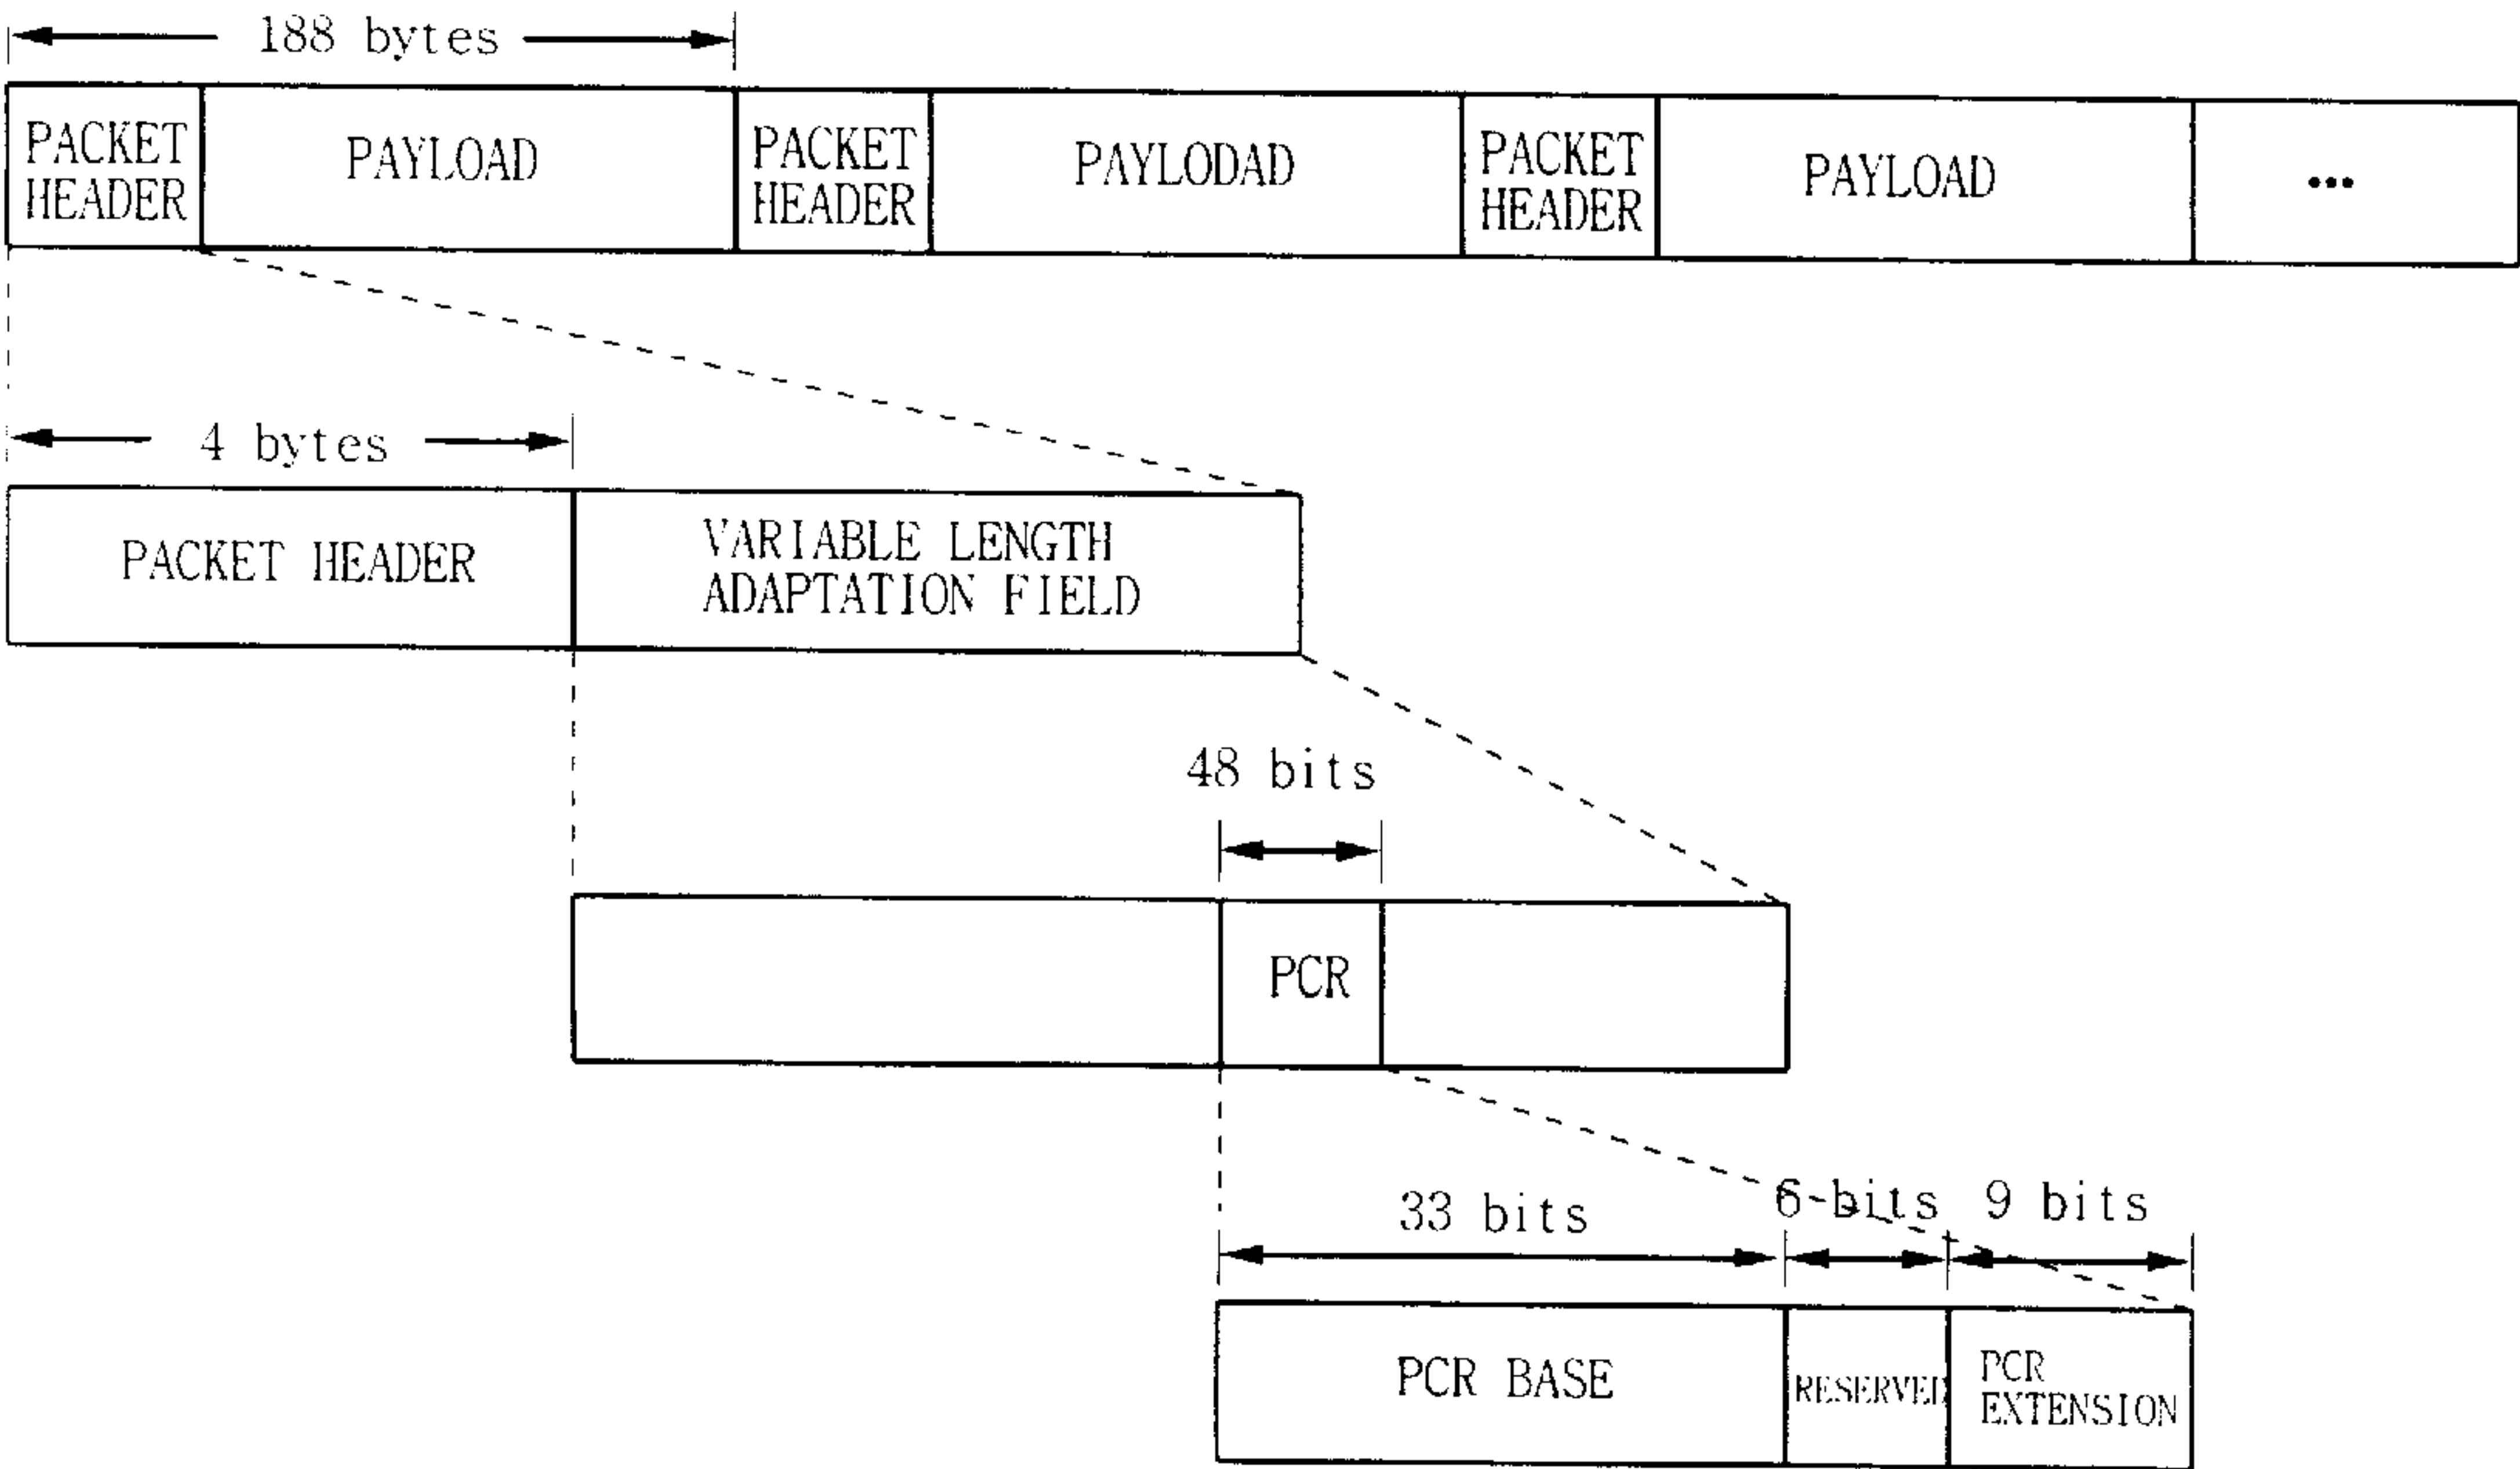 188 bytes
PACKET
HEADER
PAYLOAD
PACKET
HEADER
PAYLODAD
PACKET
HEADER
PAYLOAD
•••
4 bytes
PACKET HEADER
VARIABLE LENGTH
ADAPTATION FIELD
48 bits
PCR
33 bits
6 bits
9 bits
PCR BASE
RESERVED
PCR
EXTENSION